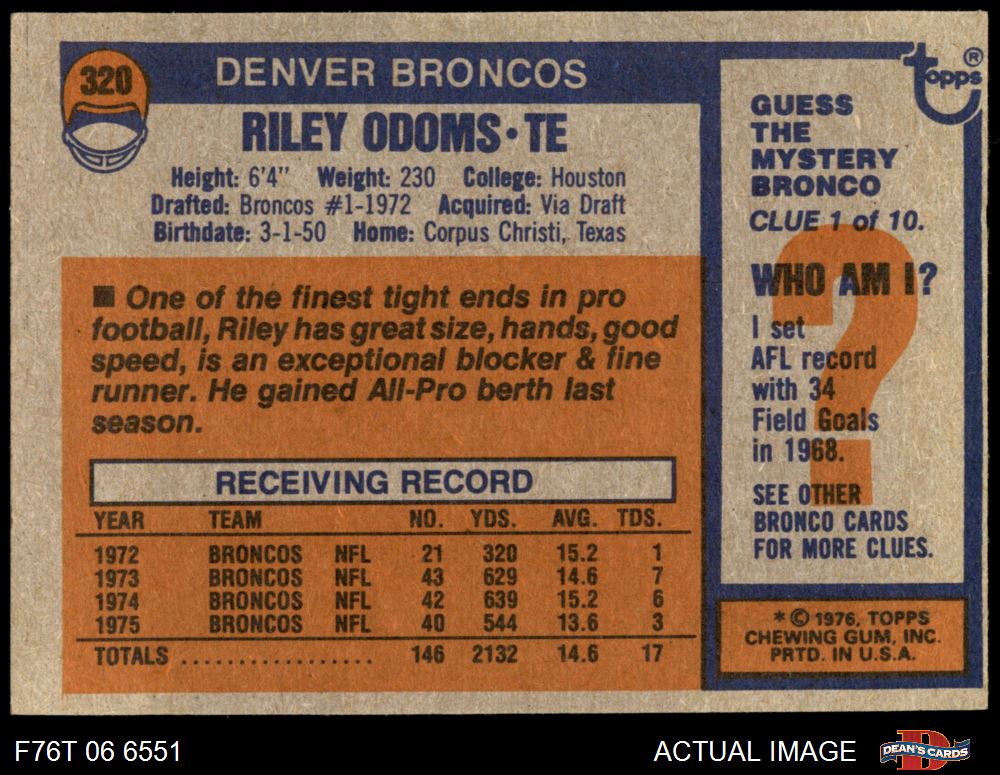 320
DENVER BRONCOS
RILEY ODOMS • TE
Height: 6'4" Weight: 230 College: Houston
Drafted: Broncos #1-1972 Acquired: Via Draft
Birthdate: 3-1-50 Home: Corpus Christi, Texas
■ One of the finest tight ends in pro
football, Riley has great size, hands, good
speed, is an exceptional blocker & fine
runner. He gained All-Pro berth last
season.
RECEIVING RECORD
YEAR TEAM NO. YDS. AVG. TDS.
1972 BRONCOS NFL 21 320 15.2 1
1973 BRONCOS NFL 43 629 14.6 7
1974 BRONCOS NFL 42 639 15.2 6
1975 BRONCOS NFL 40 544 13.6 3
TOTALS .................. 146 2132 14.6 17
topps ®
GUESS
THE
MYSTERY
BRONCO
CLUE 1 of 10.
WHO AM I?
?
I set
AFL record
with 34
Field Goals
in 1968.
SEE OTHER
BRONCO CARDS
FOR MORE CLUES.
* © 1976, TOPPS
CHEWING GUM, INC.
PRTD. IN U.S.A.
F76T 06 6551
ACTUAL IMAGE
D
DEAN'S CARDS